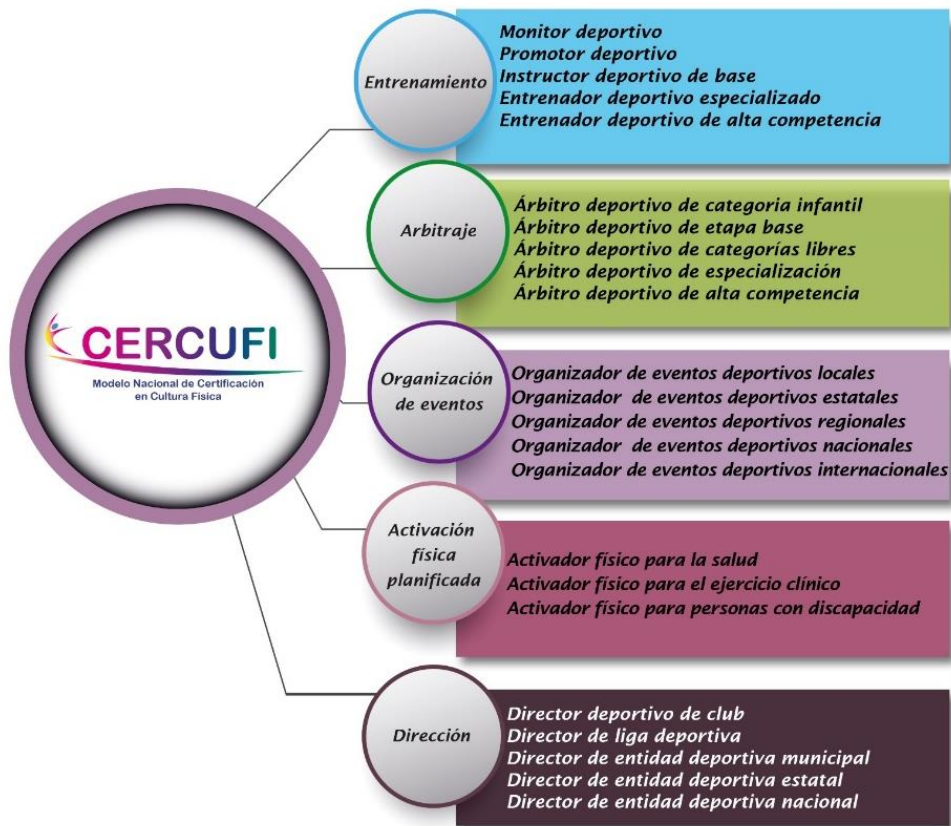 CERCUFI
Modelo Nacional de Certificación
en Cultura Física
Entrenamiento
Monitor deportivo
Promotor deportivo
Instructor deportivo de base
Entrenador deportivo especializado
Entrenador deportivo de alta competencia
Arbitraje
Árbitro deportivo de categoria infantil
Árbitro deportivo de etapa base
Árbitro deportivo de categorías libres
Árbitro deportivo de especialización
Árbitro deportivo de alta competencia
Organización
de eventos
Organizador de eventos deportivos locales
Organizador de eventos deportivos estatales
Organizador de eventos deportivos regionales
Organizador de eventos deportivos nacionales
Organizador de eventos deportivos internacionales
Activación
física
planificada
Activador físico para la salud
Activador físico para el ejercicio clínico
Activador físico para personas con discapacidad
Dirección
Director deportivo de club
Director de liga deportiva
Director de entidad deportiva municipal
Director de entidad deportiva estatal
Director de entidad deportiva nacional